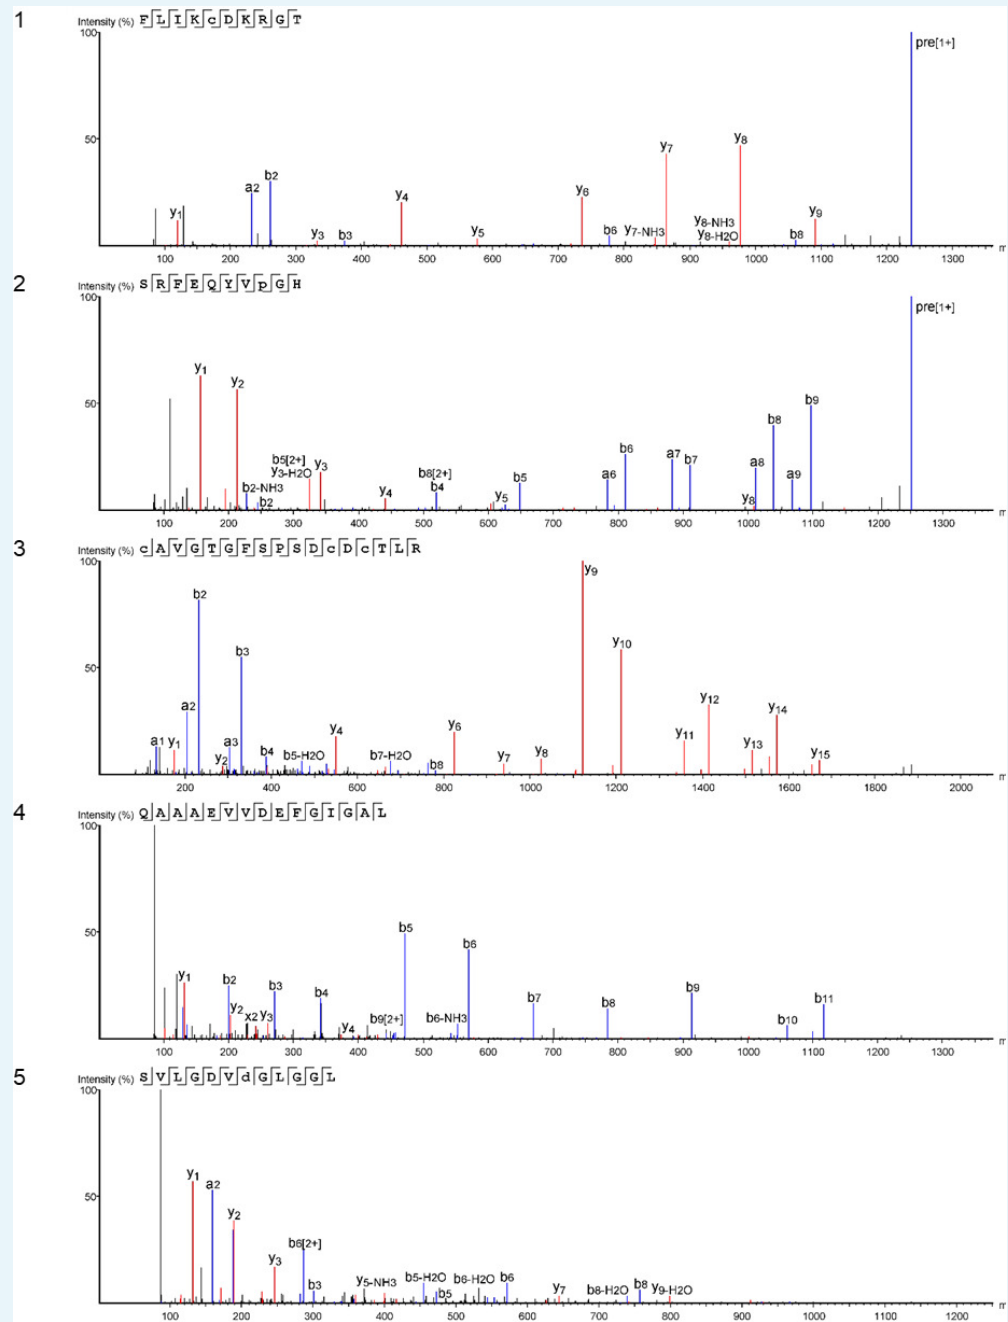 1
Intensity (%) F L I K c D K R G T
100
50
pre[1+]
y8
y7
b2
a2
y6
y4
y1
y9
y8-NH3
y8-H2O
y7-NH3
b6
y3
b3
y5
b8
100 200 300 400 500 600 700 800 900 1000 1100 1200 1300 m
2
Intensity (%) S R F E Q Y V p G H
100
50
pre[1+]
y1
y2
b9
b8
b6
a7
b7
a8
a6
a9
b5[2+]
y3-H2O
y3
b8[2+]
b4
b5
b2-NH3
b2
y4
y5
y8
100 200 300 400 500 600 700 800 900 1000 1100 1200 1300 m
3
Intensity (%) c A V G T G F S P S D c D c T L R
100
50
y9
b2
b3
y10
a2
y12
y14
y4
y6
y11
a1
y1
a3
b4
b5-H2O
b7-H2O
y2
b8
y7
y8
y13
y15
200 400 600 800 1000 1200 1400 1600 1800 2000
4
Intensity (%) Q A A A E V V D E F G I G A L
100
50
b5
b6
y1
b2
b3
b4
b7
b8
b9
b11
y2
x2
y3
y4
b9[2+]
b6-NH3
b10
100 200 300 400 500 600 700 800 900 1000 1100 1200 1300 m
5
Intensity (%) S V L G D V d G L G G L
100
50
y1
a2
y2
b6[2+]
y3
b3
y5-NH3
b5-H2O
b5
b6-H2O
b6
y7
b8-H2O
b8
y9-H2O
100 200 300 400 500 600 700 800 900 1000 1100 1200 m